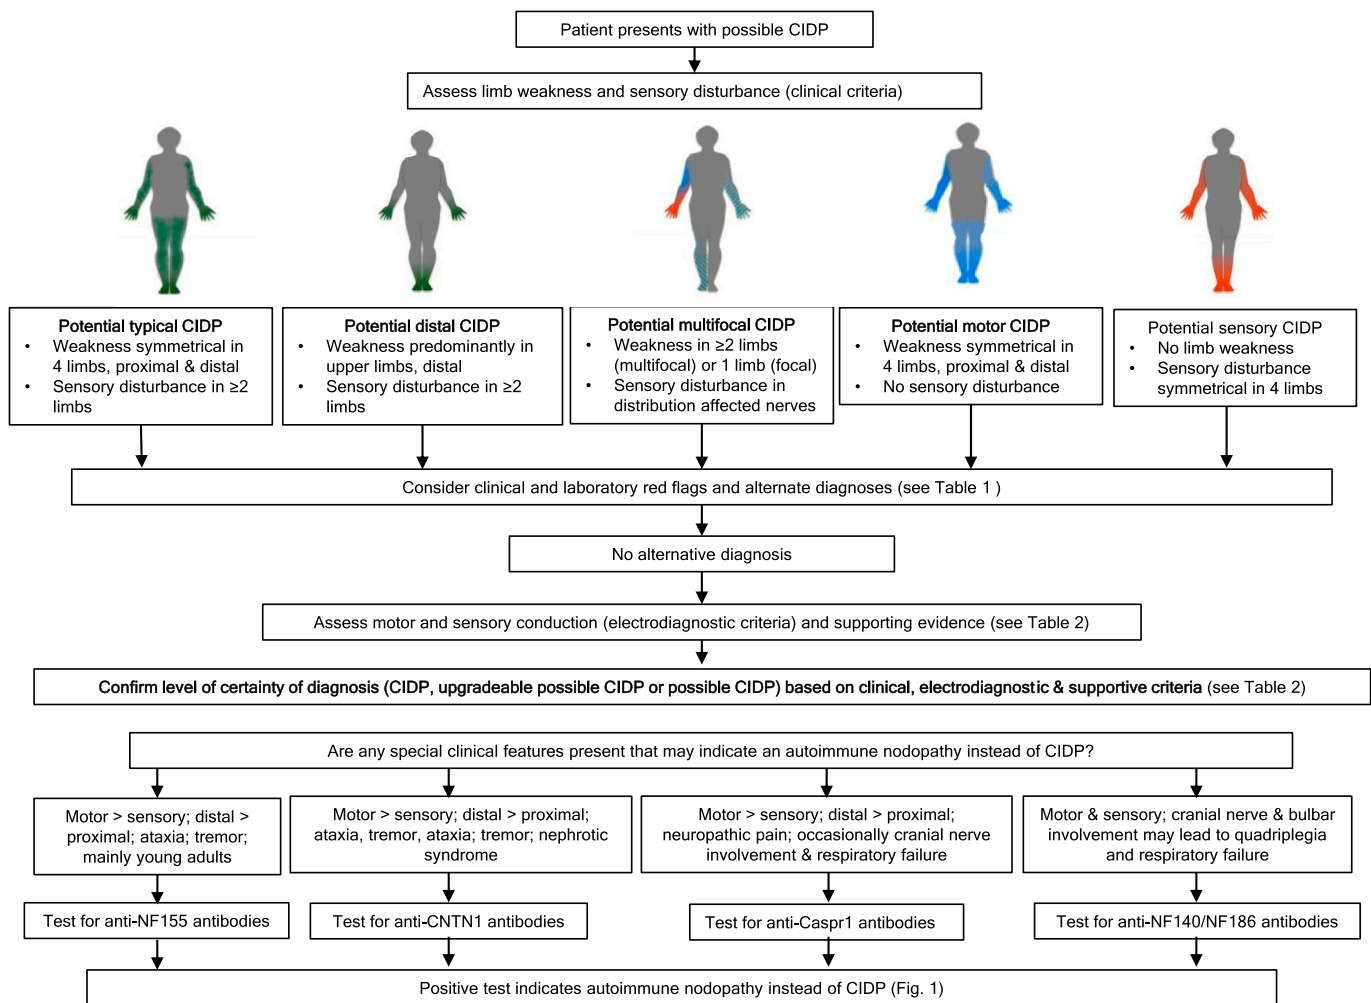 Patient presents with possible CIDP
Assess limb weakness and sensory disturbance (clinical criteria)
Potential typical CIDP
• Weakness symmetrical in
4 limbs, proximal & distal
• Sensory disturbance in ≥2
limbs
Potential distal CIDP
• Weakness predominantly in
upper limbs, distal
• Sensory disturbance in ≥2
limbs
Potential multifocal CIDP
• Weakness in ≥2 limbs
(multifocal) or 1 limb (focal)
• Sensory disturbance in
distribution affected nerves
Potential motor CIDP
• Weakness symmetrical in
4 limbs, proximal & distal
• No sensory disturbance
Potential sensory CIDP
• No limb weakness
• Sensory disturbance
symmetrical in 4 limbs
Consider clinical and laboratory red flags and alternate diagnoses (see Table 1 )
No alternative diagnosis
Assess motor and sensory conduction (electrodiagnostic criteria) and supporting evidence (see Table 2)
Confirm level of certainty of diagnosis (CIDP, upgradeable possible CIDP or possible CIDP) based on clinical, electrodiagnostic & supportive criteria (see Table 2)
Are any special clinical features present that may indicate an autoimmune nodopathy instead of CIDP?
Motor > sensory; distal >
proximal; ataxia; tremor;
mainly young adults
Motor > sensory; distal > proximal;
ataxia, tremor, ataxia; tremor; nephrotic
syndrome
Motor > sensory; distal > proximal;
neuropathic pain; occasionally cranial nerve
involvement & respiratory failure
Motor & sensory; cranial nerve & bulbar
involvement may lead to quadriplegia
and respiratory failure
Test for anti-NF155 antibodies
Test for anti-CNTN1 antibodies
Test for anti-Caspr1 antibodies
Test for anti-NF140/NF186 antibodies
Positive test indicates autoimmune nodopathy instead of CIDP (Fig. 1)